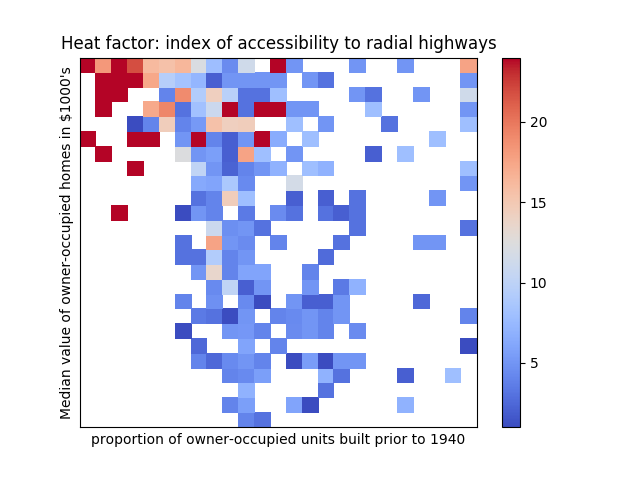 Heat factor: index of accessibility to radial highways
Median value of owner-occupied homes in $1000's
20
15
10
5
proportion of owner-occupied units built prior to 1940